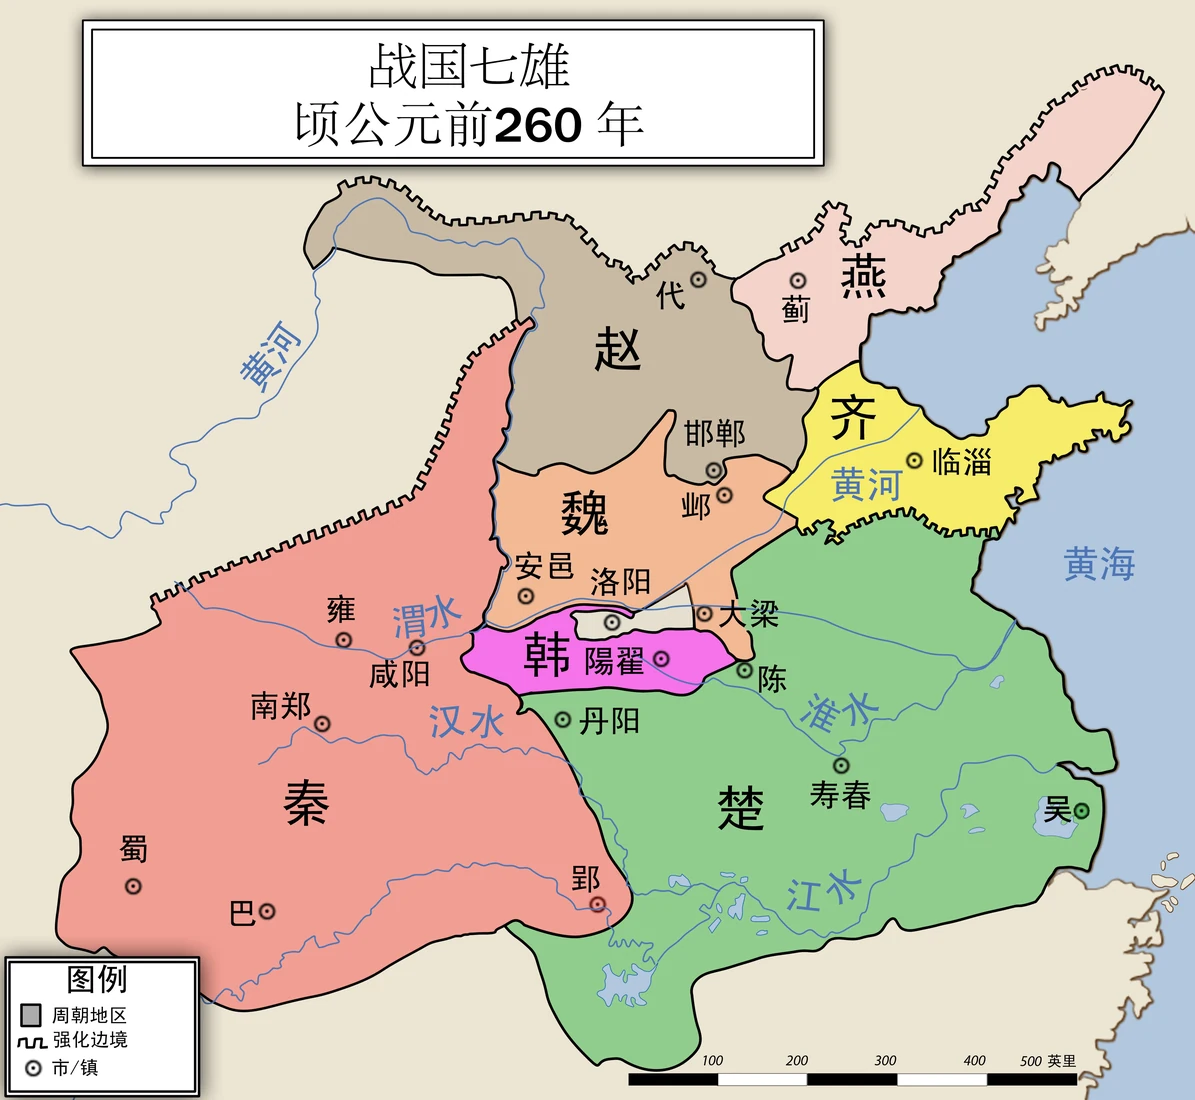 战国七雄
顷公元前260 年
燕
代
蓟
赵
黄河
齐
邯郸
临淄
黄河
邺
魏
黄海
安邑
洛阳
雍
渭水
大梁
韩
陽翟
咸阳
陈
南郑
汉水
丹阳
淮水
寿春
秦
楚
吴
蜀
郢
江水
巴
图例
周朝地区
强化边境
市/镇
100 200 300 400 500 英里